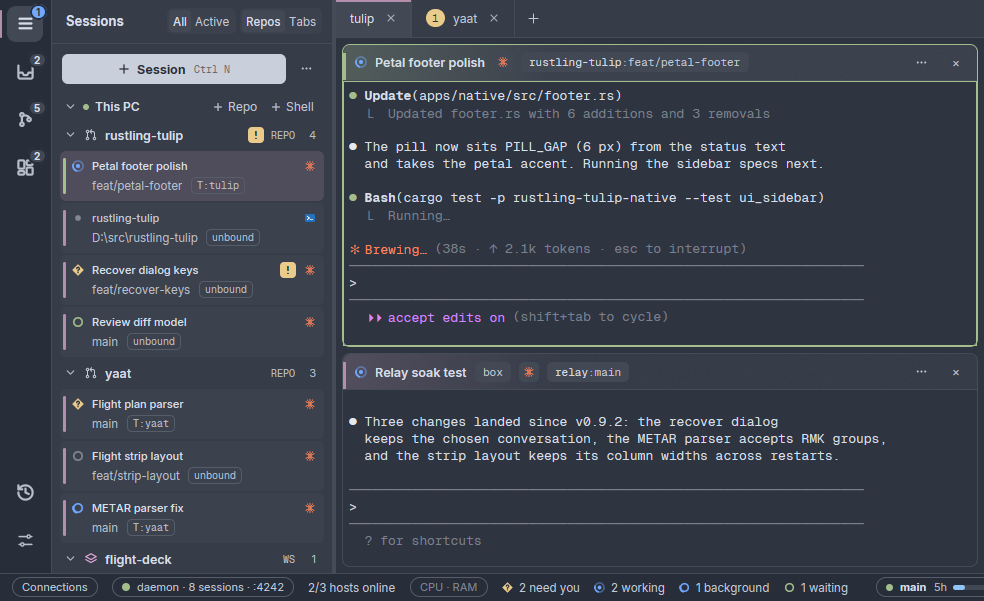 1
Sessions
All Active
Repos Tabs
+ Session Ctrl N
...
This PC
+ Repo + Shell
rustling-tulip
! REPO 4
Petal footer polish
feat/petal-footer T:tulip
rustling-tulip
D:\src\rustling-tulip unbound
Recover dialog keys !
feat/recover-keys unbound
Review diff model
main unbound
yaat
REPO 3
Flight plan parser
main T:yaat
Flight strip layout
feat/strip-layout unbound
METAR parser fix
main T:yaat
flight-deck
WS 1
2
5
2
tulip ×
1 yaat ×
+
Petal footer polish rustling-tulip:feat/petal-footer ... ×
Update(apps/native/src/footer.rs)
L Updated footer.rs with 6 additions and 3 removals
The pill now sits PILL_GAP (6 px) from the status text
and takes the petal accent. Running the sidebar specs next.
Bash(cargo test -p rustling-tulip-native --test ui_sidebar)
L Running…
✻ Brewing… (38s · ↑ 2.1k tokens · esc to interrupt)
>
accept edits on (shift+tab to cycle)
Relay soak test box relay:main ... ×
Three changes landed since v0.9.2: the recover dialog
keeps the chosen conversation, the METAR parser accepts RMK groups,
and the strip layout keeps its column widths across restarts.
>
? for shortcuts
Connections
daemon · 8 sessions · :4242
2/3 hosts online
CPU · RAM
2 need you
2 working
1 background
1 waiting
main 5h